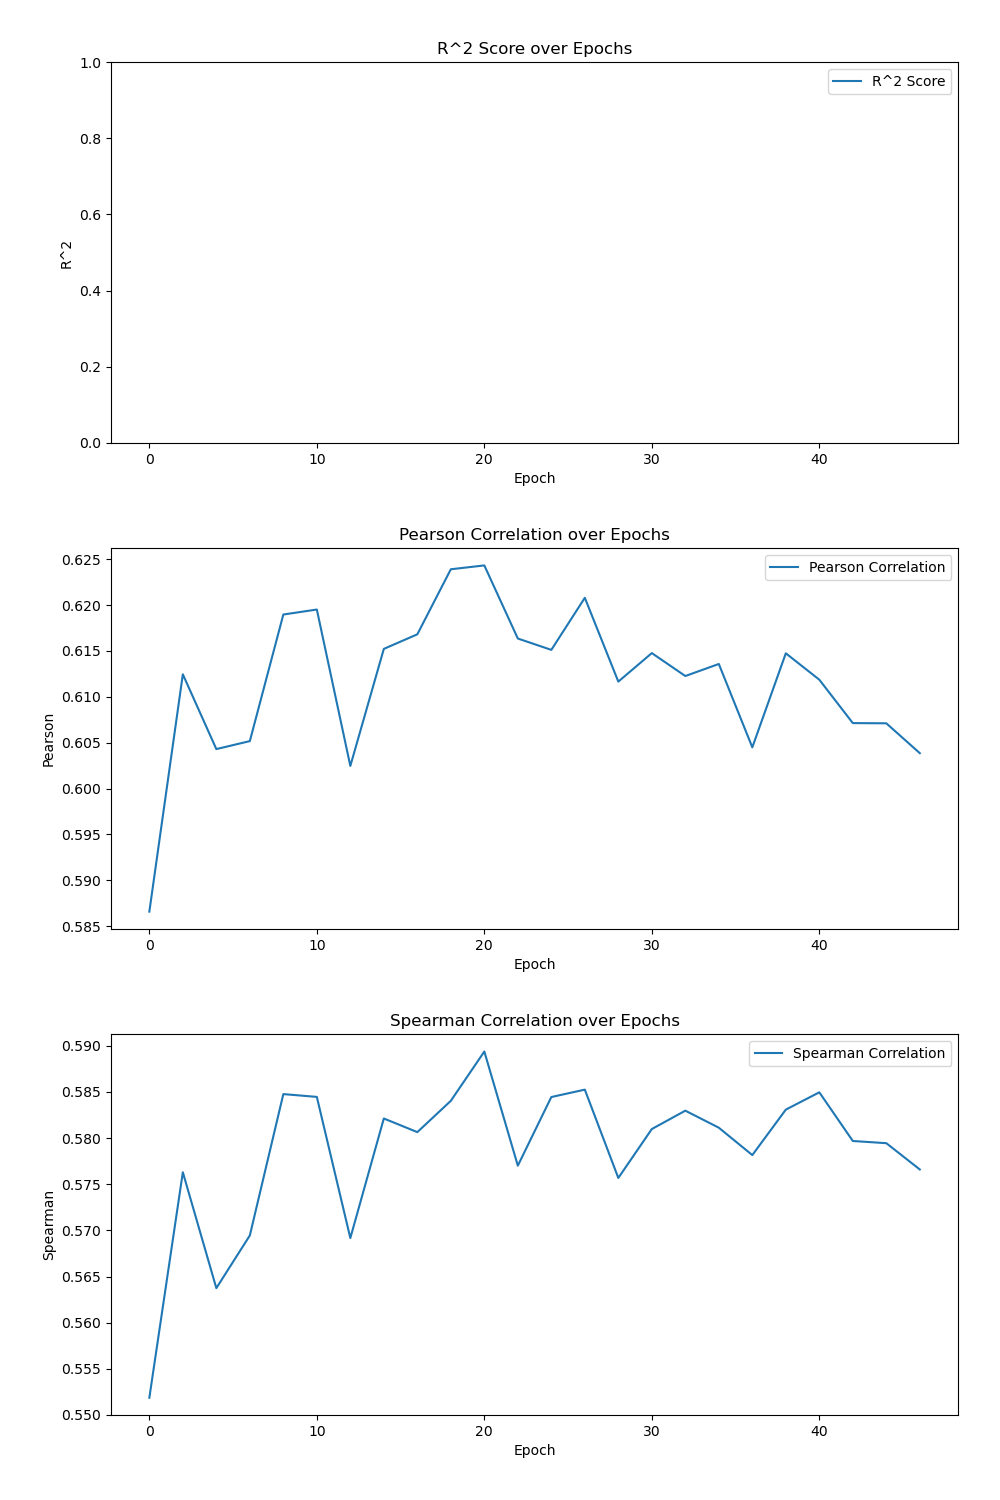 R^2 Score over Epochs
1.0
R^2 Score
0.8
0.6
R^2
0.4
0.2
0.0
0 10 20 30 40
Epoch
Pearson Correlation over Epochs
0.625
Pearson Correlation
0.620
0.615
0.610
Pearson
0.605
0.600
0.595
0.590
0.585
0 10 20 30 40
Epoch
Spearman Correlation over Epochs
0.590
Spearman Correlation
0.585
0.580
0.575
Spearman
0.570
0.565
0.560
0.555
0.550
0 10 20 30 40
Epoch